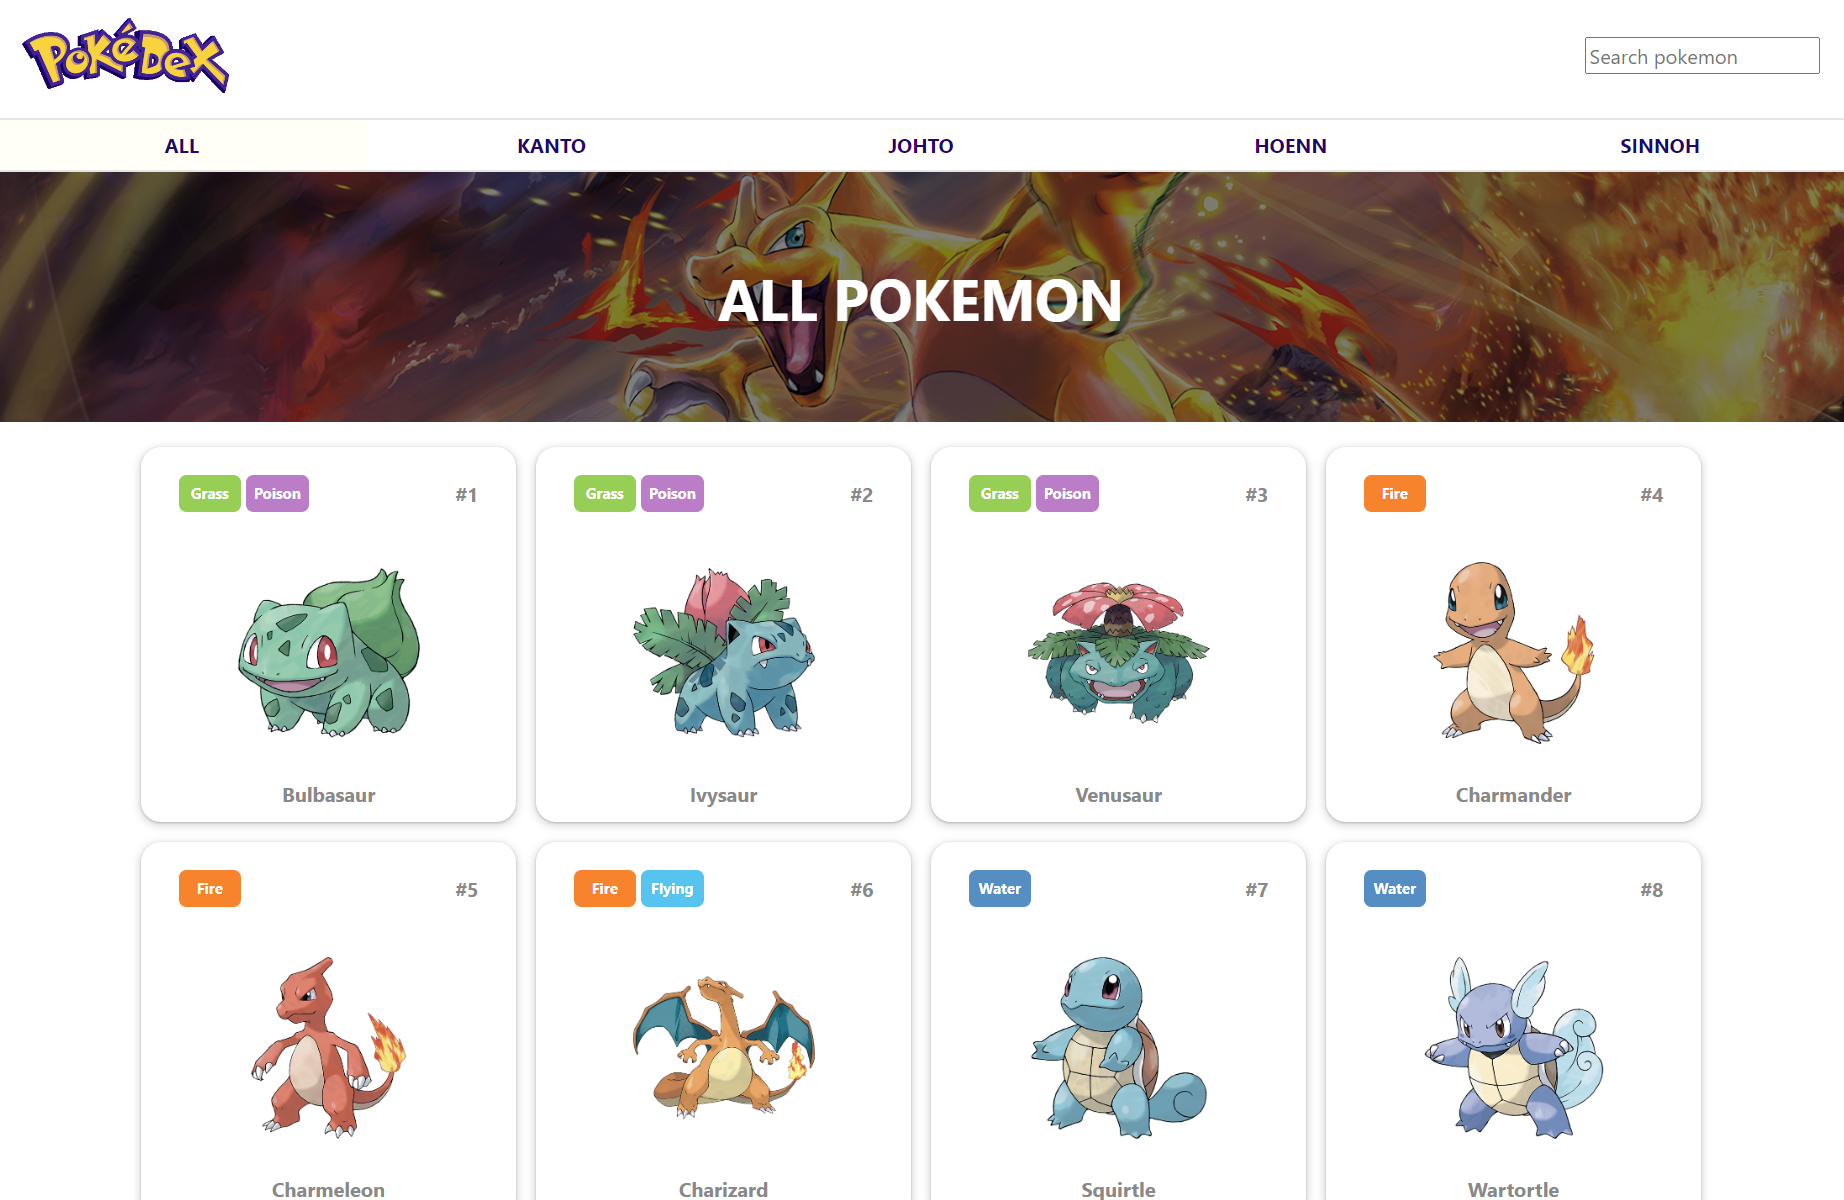 PoKéDeX
Search pokemon
ALL KANTO JOHTO HOENN SINNOH
ALL POKEMON
Grass Poison #1
Bulbasaur
Grass Poison #2
Ivysaur
Grass Poison #3
Venusaur
Fire #4
Charmander
Fire #5
Charmeleon
Fire Flying #6
Charizard
Water #7
Squirtle
Water #8
Wartortle